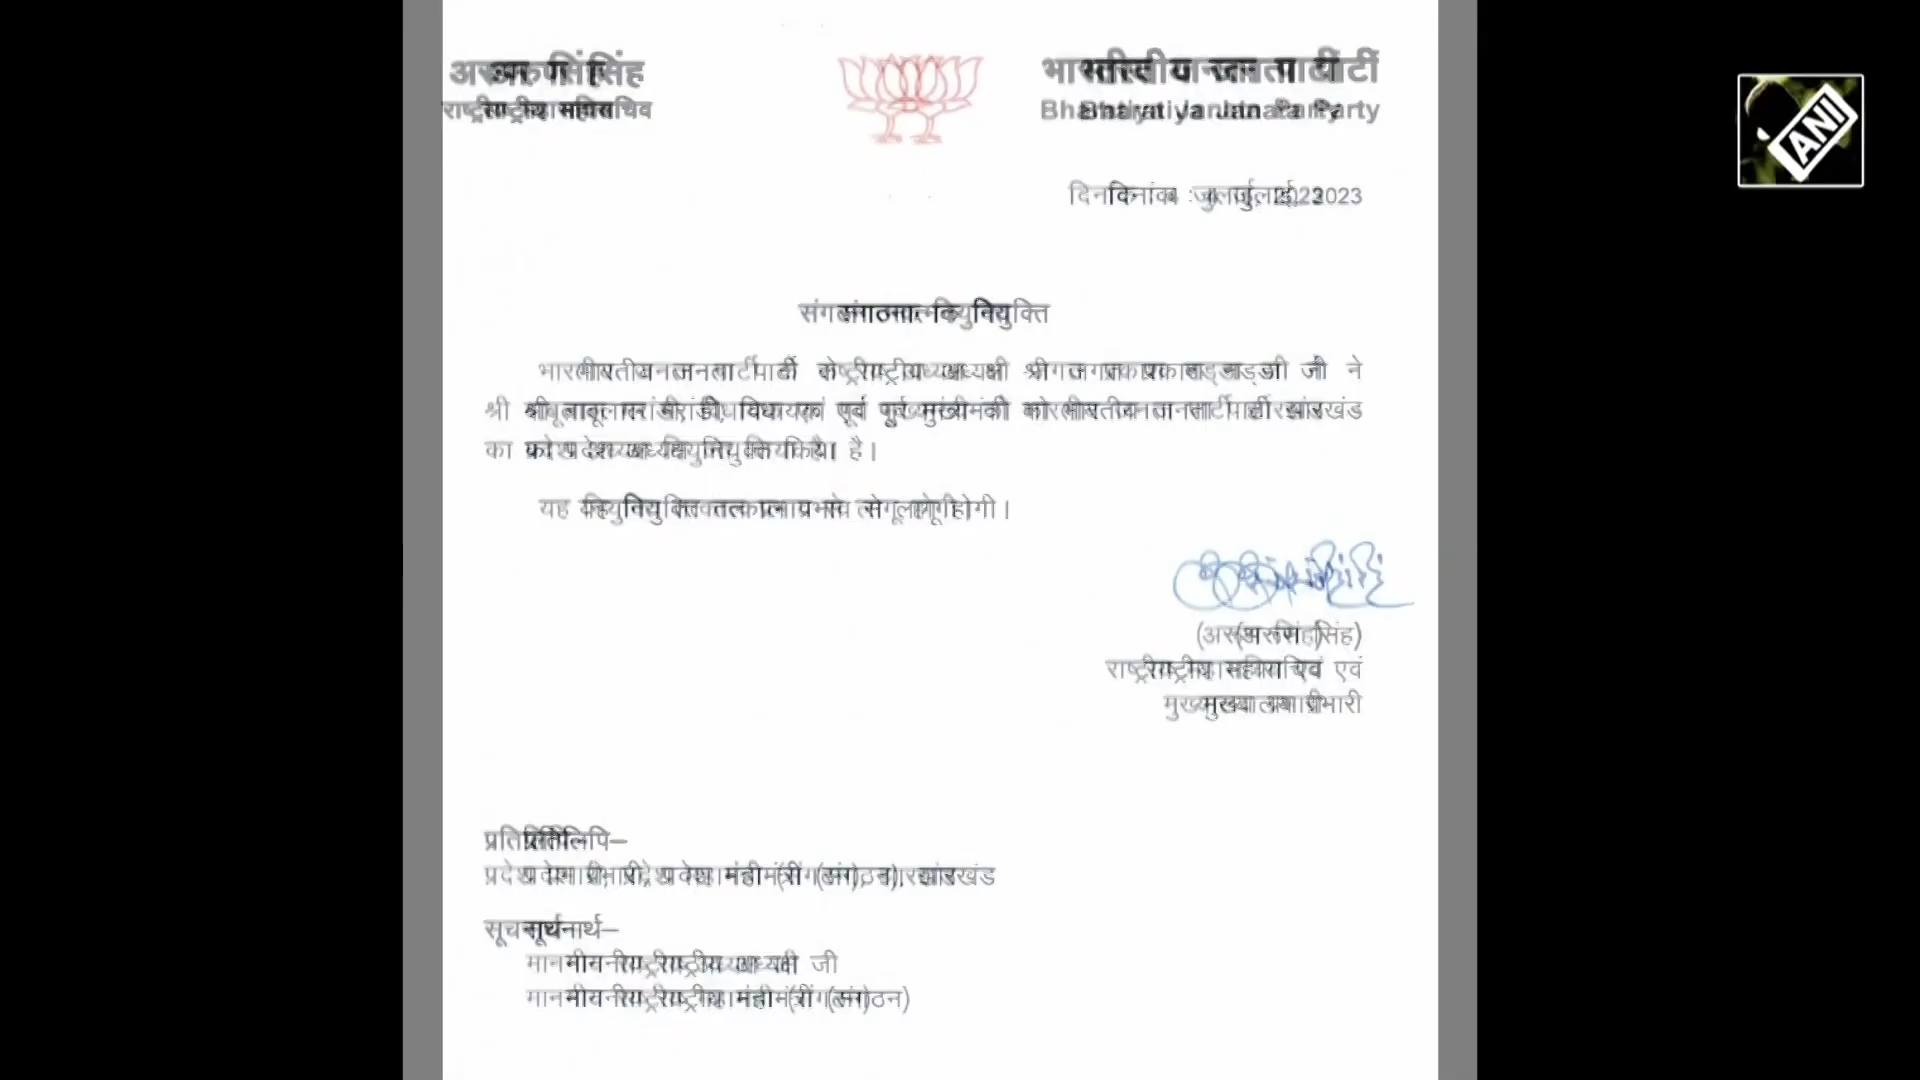 अरुण सिंह
राष्ट्रीय महासचिव
भारतीय जनता पार्टी
Bharatiya Janata Party
ANI
दिनांक : 4 जुलाई, 2023
संगठनात्मक नियुक्ति
भारतीय जनता पार्टी के राष्ट्रीय अध्यक्ष श्री जगत प्रकाश नड्डा जी ने
श्री बाबूलाल मरांडी, विधायक एवं पूर्व मुख्यमंत्री को भारतीय जनता पार्टी झारखंड
का प्रदेश अध्यक्ष नियुक्त किया है।
यह नियुक्ति तत्काल प्रभाव से लागू होगी।
(अरुण सिंह)
राष्ट्रीय महासचिव एवं
मुख्यालय प्रभारी
प्रतिलिपि–
प्रदेश प्रभारी, प्रदेश महामंत्री (संगठन), झारखंड
सूचनार्थ–
माननीय राष्ट्रीय अध्यक्ष जी
माननीय राष्ट्रीय महामंत्री (संगठन)